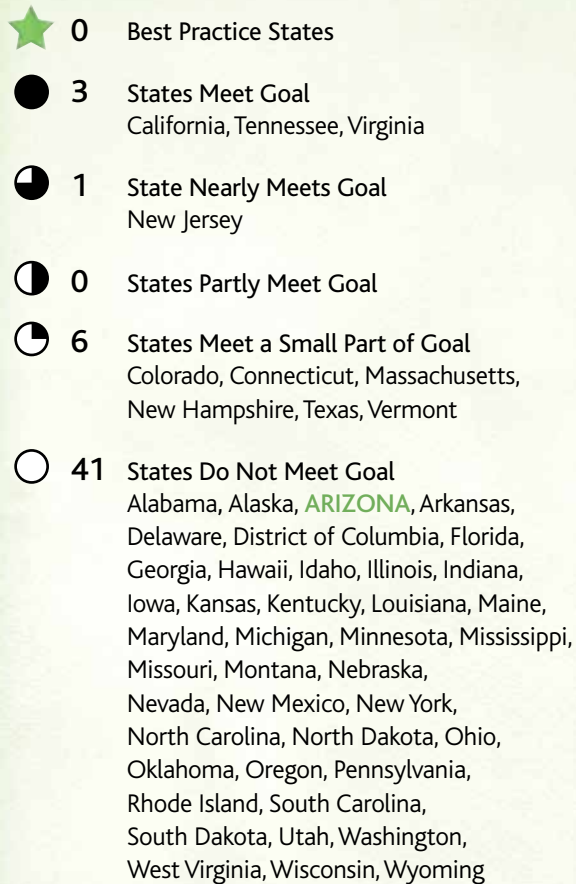 0 Best Practice States
3 States Meet Goal
California, Tennessee, Virginia
1 State Nearly Meets Goal
New Jersey
0 States Partly Meet Goal
6 States Meet a Small Part of Goal
Colorado, Connecticut, Massachusetts,
New Hampshire, Texas, Vermont
41 States Do Not Meet Goal
Alabama, Alaska, ARIZONA, Arkansas,
Delaware, District of Columbia, Florida,
Georgia, Hawaii, Idaho, Illinois, Indiana,
Iowa, Kansas, Kentucky, Louisiana, Maine,
Maryland, Michigan, Minnesota, Mississippi,
Missouri, Montana, Nebraska,
Nevada, New Mexico, New York,
North Carolina, North Dakota, Ohio,
Oklahoma, Oregon, Pennsylvania,
Rhode Island, South Carolina,
South Dakota, Utah, Washington,
West Virginia, Wisconsin, Wyoming